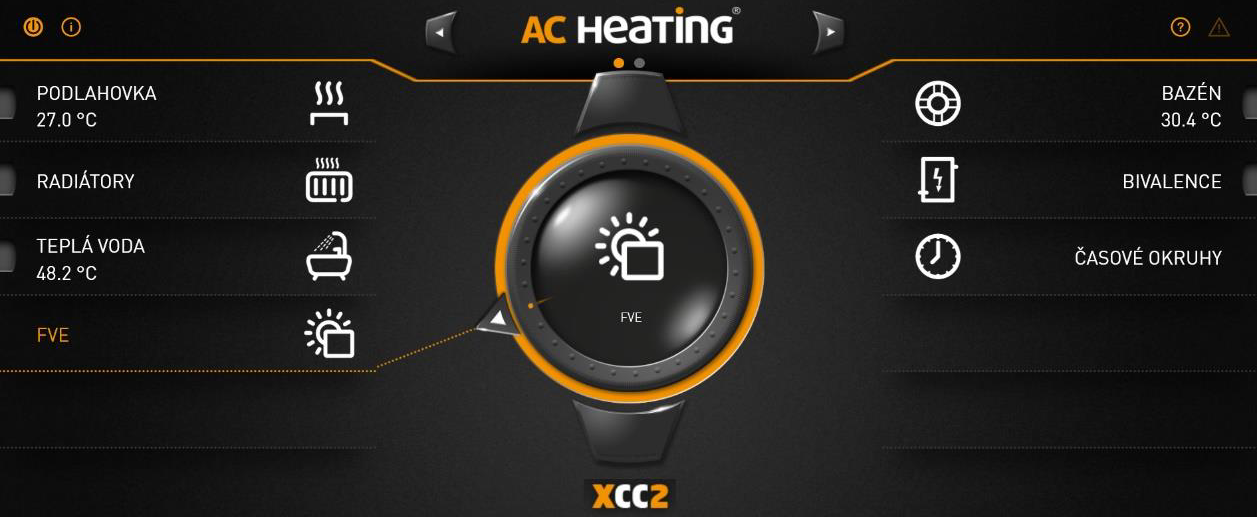 AC Heating®
PODLAHOVKA
27.0 °C
RADIÁTORY
TEPLÁ VODA
48.2 °C
FVE
FVE
BAZÉN
30.4 °C
BIVALENCE
ČASOVÉ OKRUHY
XCC2